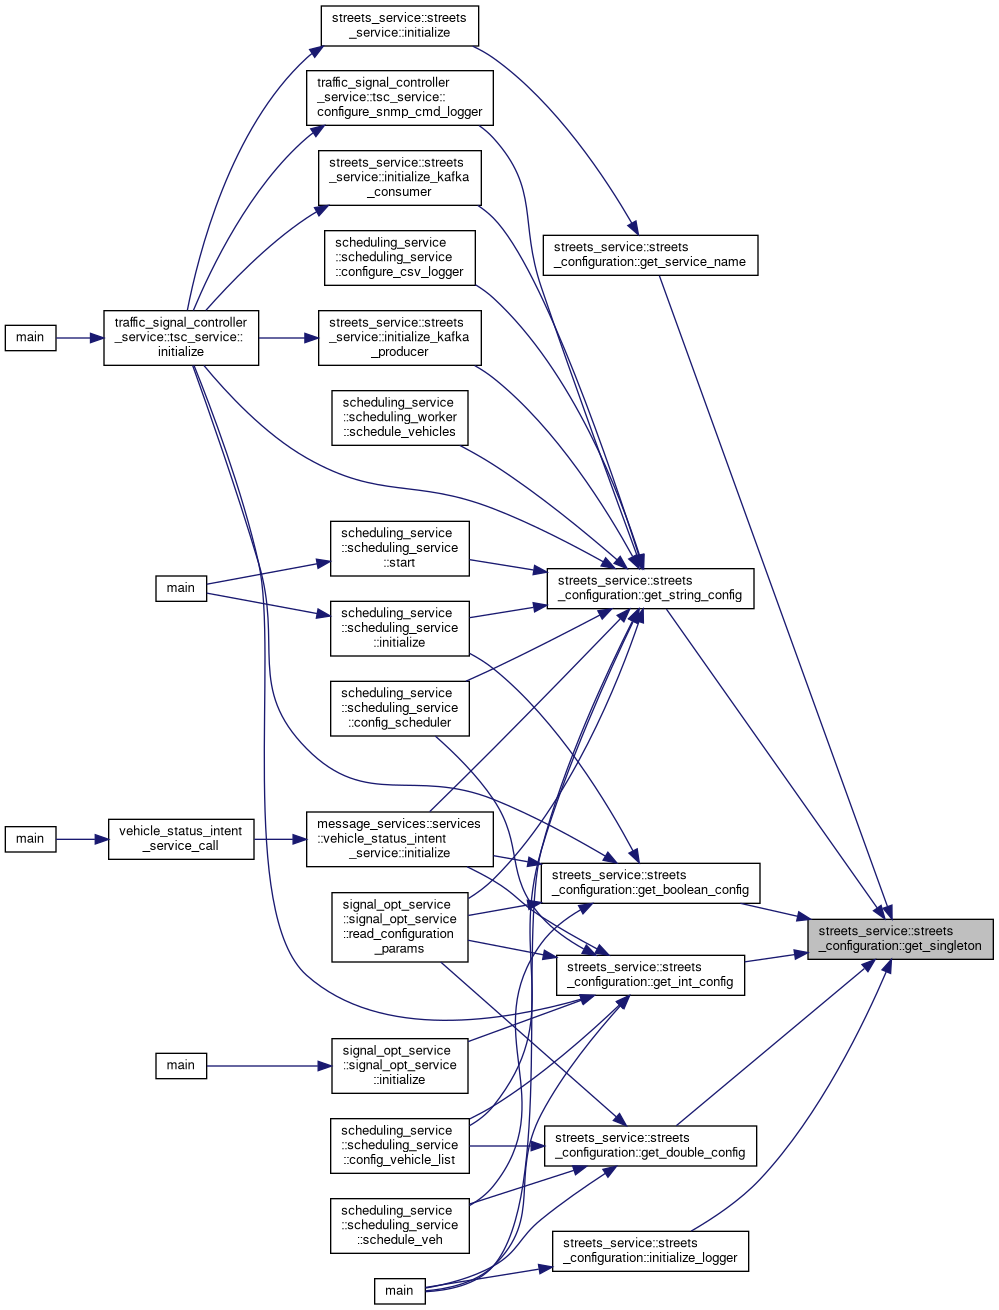 streets_service::streets
_service::initialize
traffic_signal_controller
_service::tsc_service::
configure_snmp_cmd_logger
streets_service::streets
_service::initialize_kafka
_consumer
streets_service::streets
_configuration::get_service_name
scheduling_service
::scheduling_service
::configure_csv_logger
main
traffic_signal_controller
_service::tsc_service::
initialize
streets_service::streets
_service::initialize_kafka
_producer
scheduling_service
::scheduling_worker
::schedule_vehicles
scheduling_service
::scheduling_service
::start
main
streets_service::streets
_configuration::get_string_config
scheduling_service
::scheduling_service
::initialize
scheduling_service
::scheduling_service
::config_scheduler
main
vehicle_status_intent
_service_call
message_services::services
::vehicle_status_intent
_service::initialize
streets_service::streets
_configuration::get_boolean_config
signal_opt_service
::signal_opt_service
::read_configuration
_params
streets_service::streets
_configuration::get_singleton
streets_service::streets
_configuration::get_int_config
main
signal_opt_service
::signal_opt_service
::initialize
scheduling_service
::scheduling_service
::config_vehicle_list
streets_service::streets
_configuration::get_double_config
scheduling_service
::scheduling_service
::schedule_veh
streets_service::streets
_configuration::initialize_logger
main